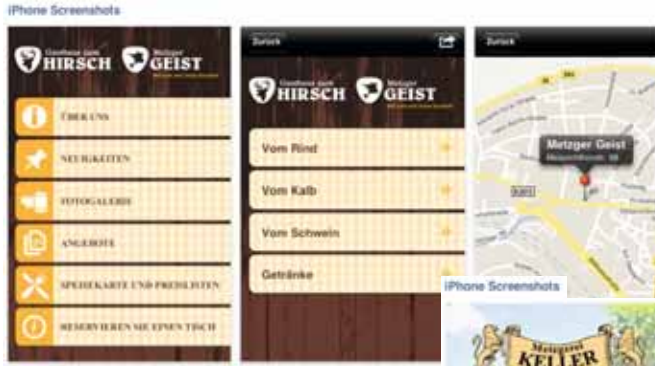 iPhone Screenshots
Gasthaus zum
HIRSCH
Metzger
GEIST
ÜBER UNS
NEUIGKEITEN
FOTOGALERIE
ANGEBOTE
SPEISEKARTE UND PREISLISTEN
RESERVIEREN SIE EINEN TISCH
Zurück
Gasthaus zum
HIRSCH
Metzger
GEIST
Vom Rind
Vom Kalb
Vom Schwein
Getränke
Zurück
Metzger Geist
iPhone Screenshots
Metzgerei
KELLER